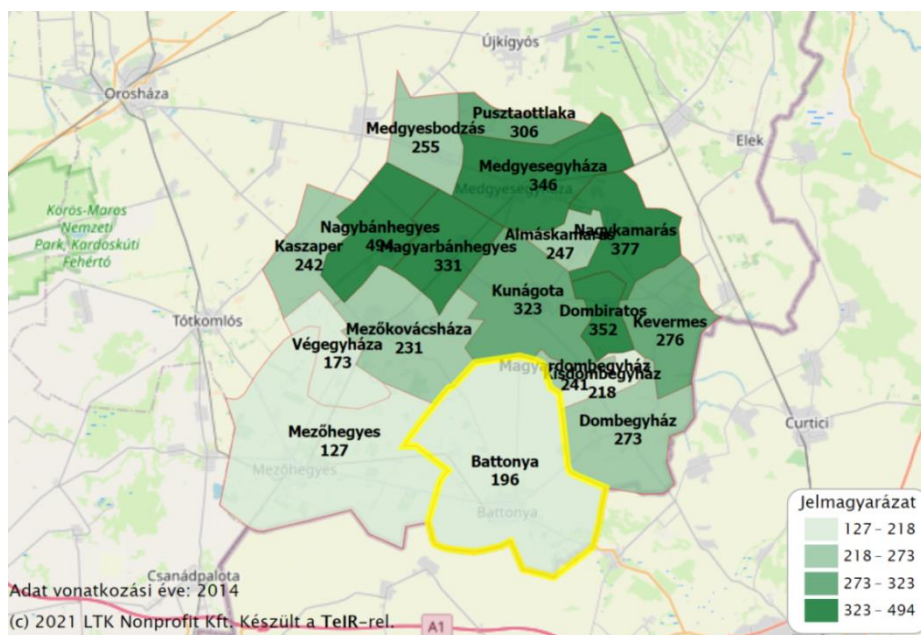 Újkígyós
Orosháza
Pusztaottlaka
306
Medgyesbodzás
255
Elek
Medgyesegyháza
346
Medgyesegyháza
Körös-Maros
Nemzeti
Park, Kardoskúti
Fehértó
Nagybánhegyes
494
Kaszaper
242
Magyarbánhegyes
331
Almáskamarás
247
Nagykamarás
377
Kunágota
323
Dombiratos
352
Kevermes
276
Tótkomlós
Végegyháza
173
Mezőkovácsháza
231
Magyardombegyház
241
Kisdombegyház
218
Dombegyház
273
Curtici
Mezőhegyes
127
Mezőhegyes
Battonya
196
Battonya
Jelmagyarázat
127 – 218
218 – 273
273 – 323
323 – 494
Csanádpalota
Adat vonatkozási éve: 2014
(c) 2021 LTK Nonprofit Kft. Készült a TeIR-rel.
A1